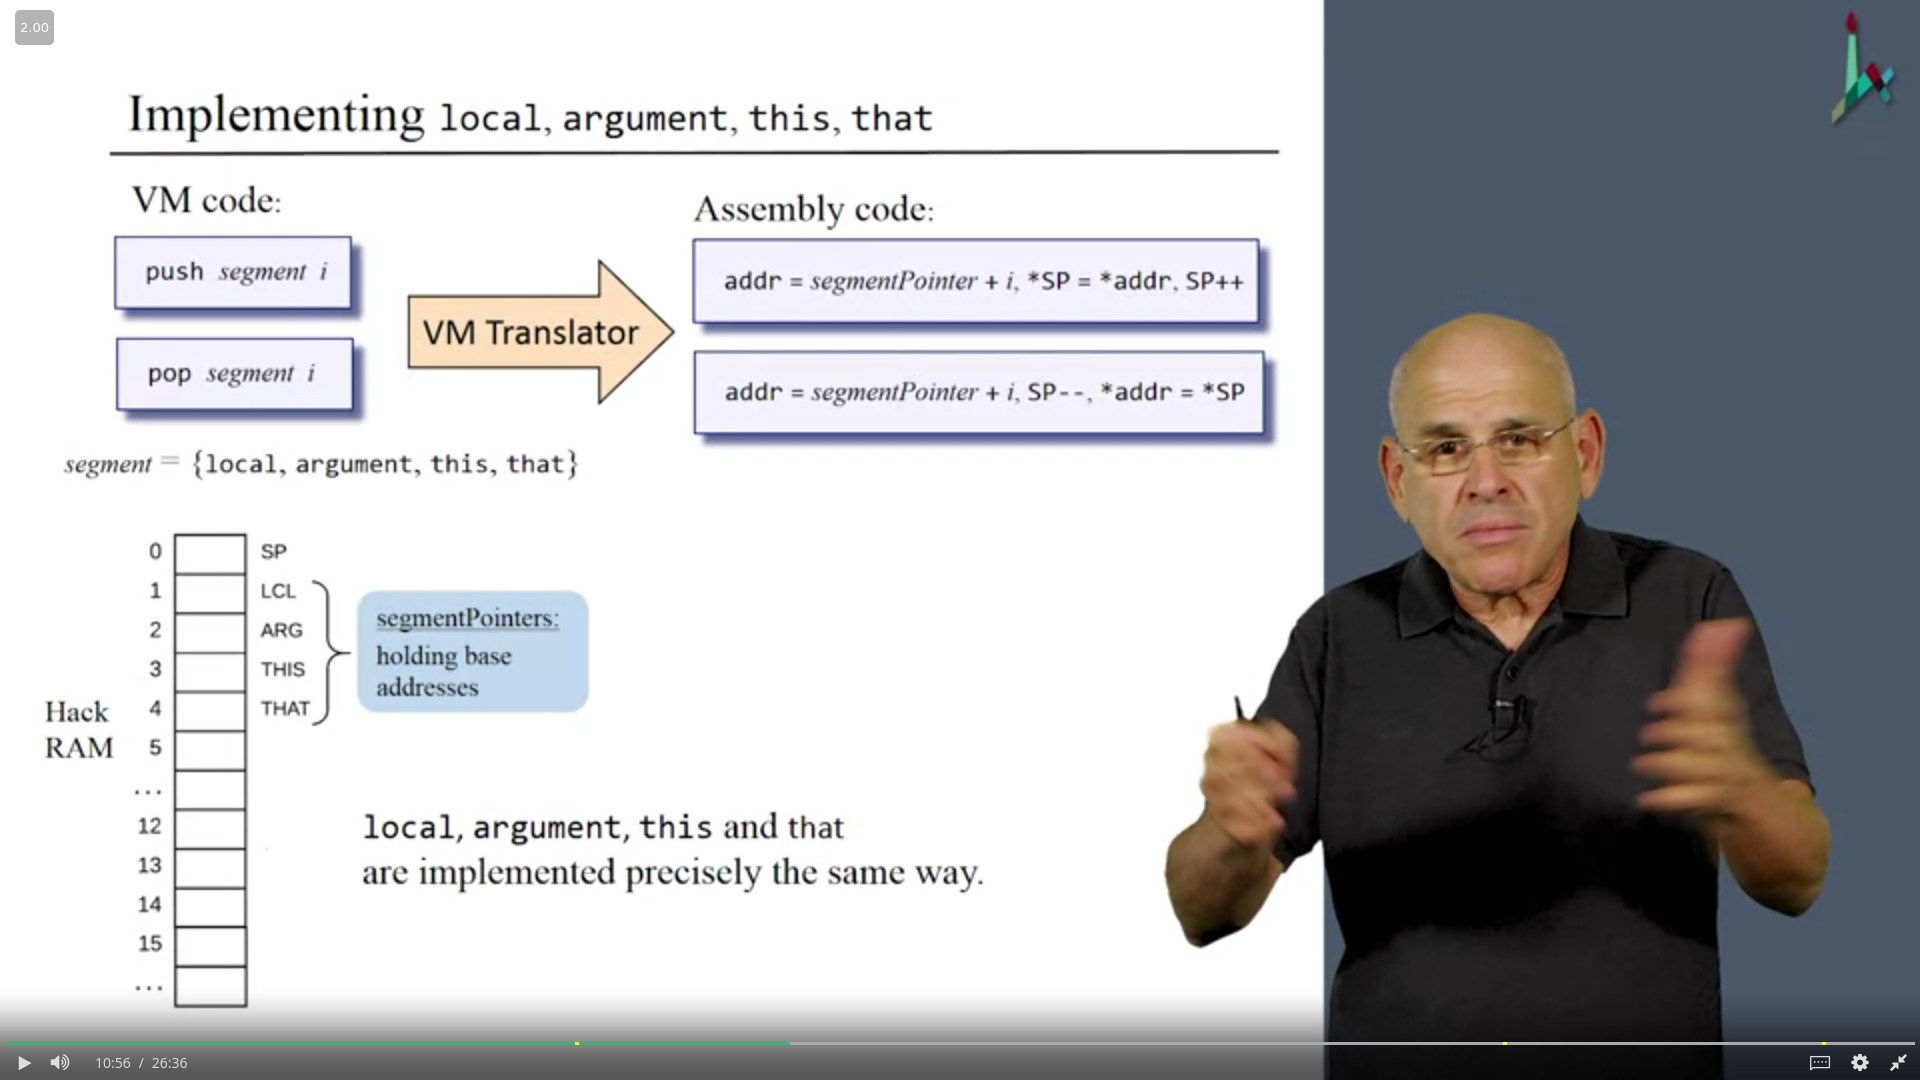 2.00
Implementing local, argument, this, that
VM code:
push segment i
pop segment i
segment = {local, argument, this, that}
VM Translator
Assembly code:
addr = segmentPointer + i, *SP = *addr, SP++
addr = segmentPointer + i, SP--, *addr = *SP
Hack
RAM
0 SP
1 LCL
2 ARG
3 THIS
4 THAT
5
...
12
13
14
15
...
segmentPointers:
holding base
addresses
local, argument, this and that
are implemented precisely the same way.
10:56 / 26:36